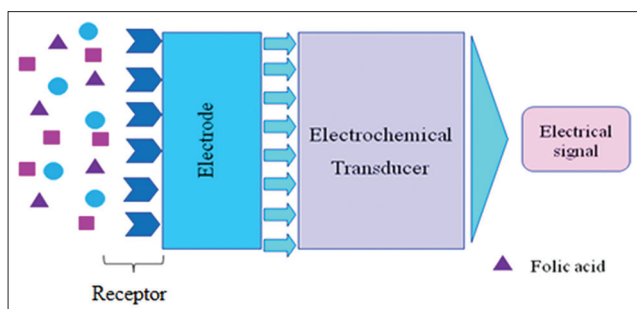 Receptor
Electrode
Electrochemical
Transducer
Electrical
signal
Folic acid